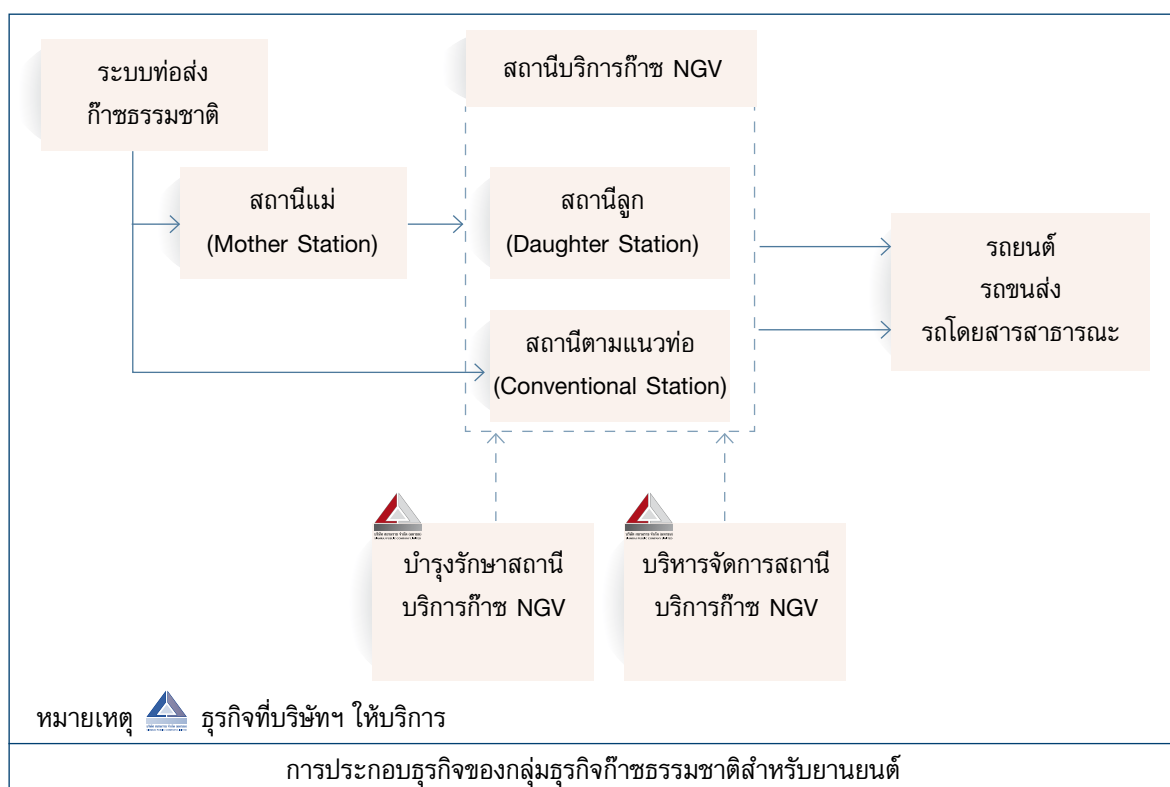 ระบบท่อส่ง
ก๊าซธรรมชาติ
สถานีบริการก๊าซ NGV
สถานีแม่
(Mother Station)
สถานีลูก
(Daughter Station)
รถยนต์
รถขนส่ง
รถโดยสารสาธารณะ
สถานีตามแนวท่อ
(Conventional Station)
บำรุงรักษาสถานี
บริการก๊าซ NGV
บริหารจัดการสถานี
บริการก๊าซ NGV
หมายเหตุ ธุรกิจที่บริษัทฯ ให้บริการ
การประกอบธุรกิจของกลุ่มธุรกิจก๊าซธรรมชาติสำหรับยานยนต์